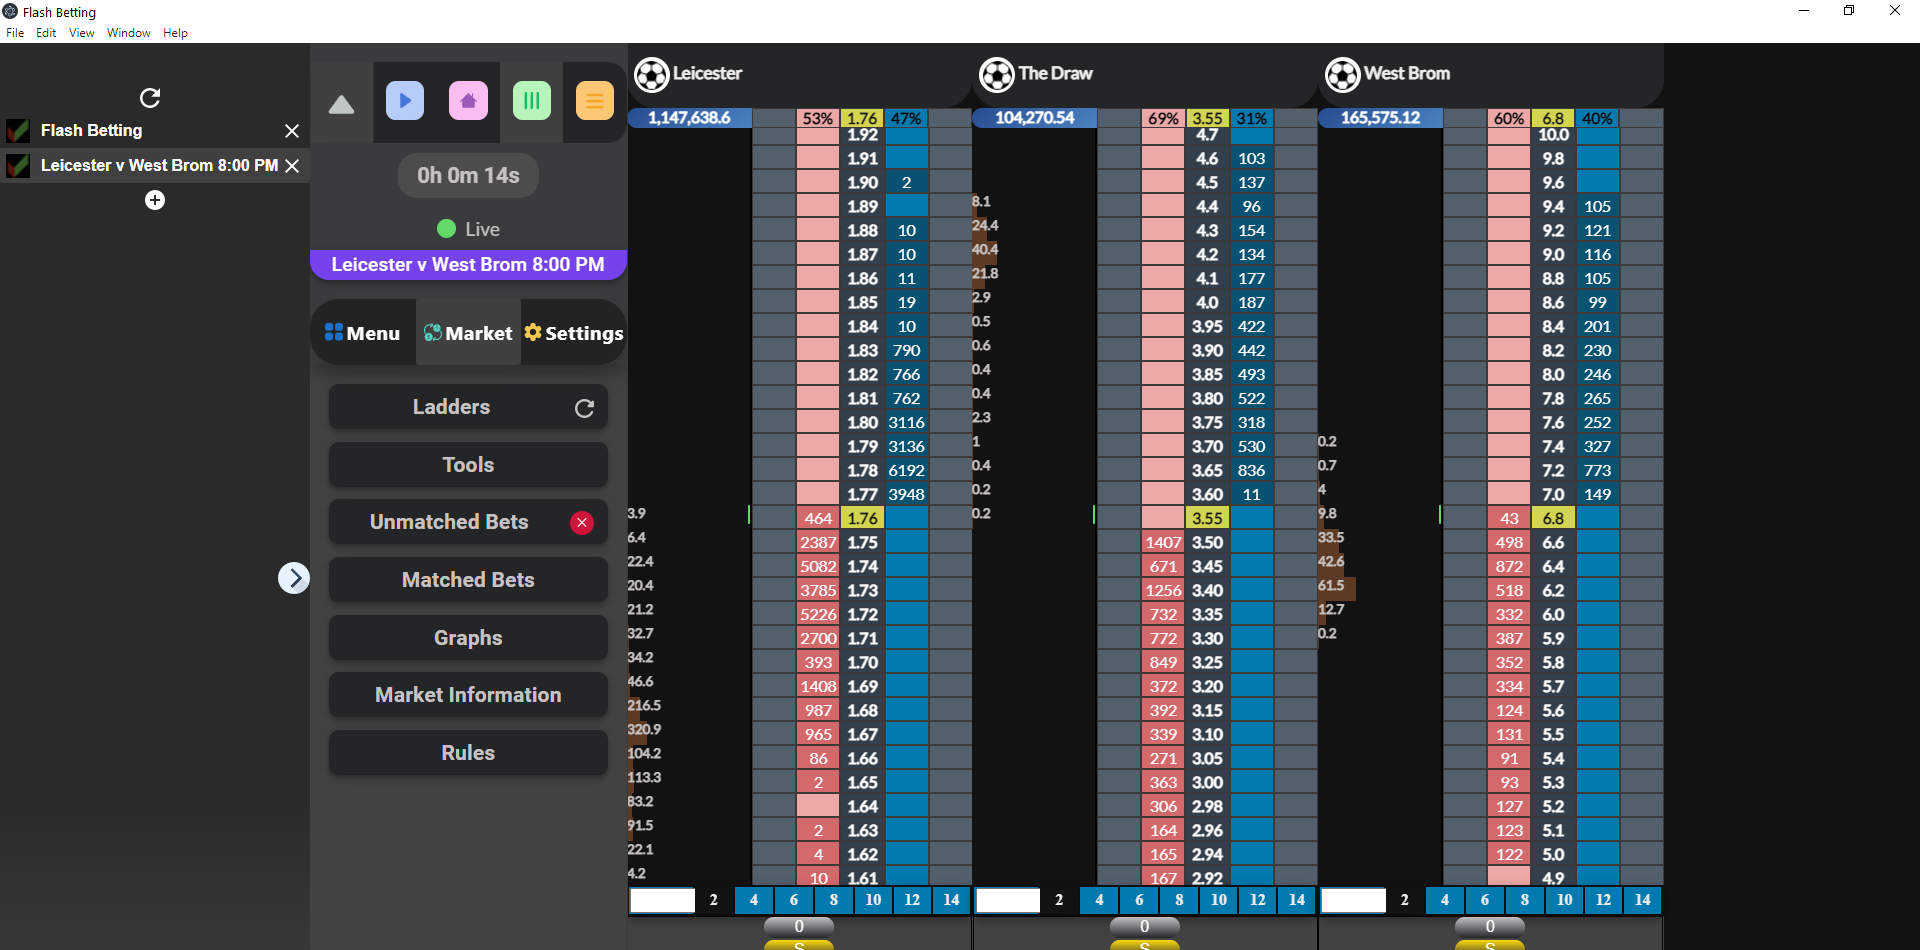 Flash Betting
File Edit View Window Help
Flash Betting
Leicester v West Brom 8:00 PM
0h 0m 14s
Live
Leicester v West Brom 8:00 PM
Menu Market Settings
Ladders
Tools
Unmatched Bets
Matched Bets
Graphs
Market Information
Rules
Leicester
1,147,638.6 53% 1.76 47%
1.92
1.91
1.90 2
1.89
1.88 10
1.87 10
1.86 11
1.85 19
1.84 10
1.83 790
1.82 766
1.81 762
1.80 3116
1.79 3136
1.78 6192
1.77 3948
3.9 464 1.76
6.4 2387 1.75
22.4 5082 1.74
20.4 3785 1.73
21.2 5226 1.72
32.7 2700 1.71
34.2 393 1.70
46.6 1408 1.69
216.5 987 1.68
320.9 965 1.67
104.2 86 1.66
113.3 2 1.65
83.2 1.64
91.5 2 1.63
22.1 4 1.62
4.2 10 1.61
2 4 6 8 10 12 14
0
S
The Draw
104,270.54 69% 3.55 31%
4.7
4.6 103
4.5 137
8.1 4.4 96
24.4 4.3 154
40.4 4.2 134
21.8 4.1 177
2.9 4.0 187
0.5 3.95 422
0.6 3.90 442
0.4 3.85 493
0.4 3.80 522
2.3 3.75 318
1 3.70 530
0.4 3.65 836
0.2 3.60 11
0.2 3.55
1407 3.50
671 3.45
1256 3.40
732 3.35
772 3.30
849 3.25
372 3.20
392 3.15
339 3.10
271 3.05
363 3.00
306 2.98
164 2.96
165 2.94
167 2.92
2 4 6 8 10 12 14
0
S
West Brom
165,575.12 60% 6.8 40%
10.0
9.8
9.6
9.4 105
9.2 121
9.0 116
8.8 105
8.6 99
8.4 201
8.2 230
8.0 246
7.8 265
7.6 252
0.2 7.4 327
0.7 7.2 773
4 7.0 149
9.8 43 6.8
33.5 498 6.6
42.6 872 6.4
61.5 518 6.2
12.7 332 6.0
0.2 387 5.9
352 5.8
334 5.7
124 5.6
131 5.5
91 5.4
93 5.3
127 5.2
123 5.1
122 5.0
4.9
2 4 6 8 10 12 14
0
S